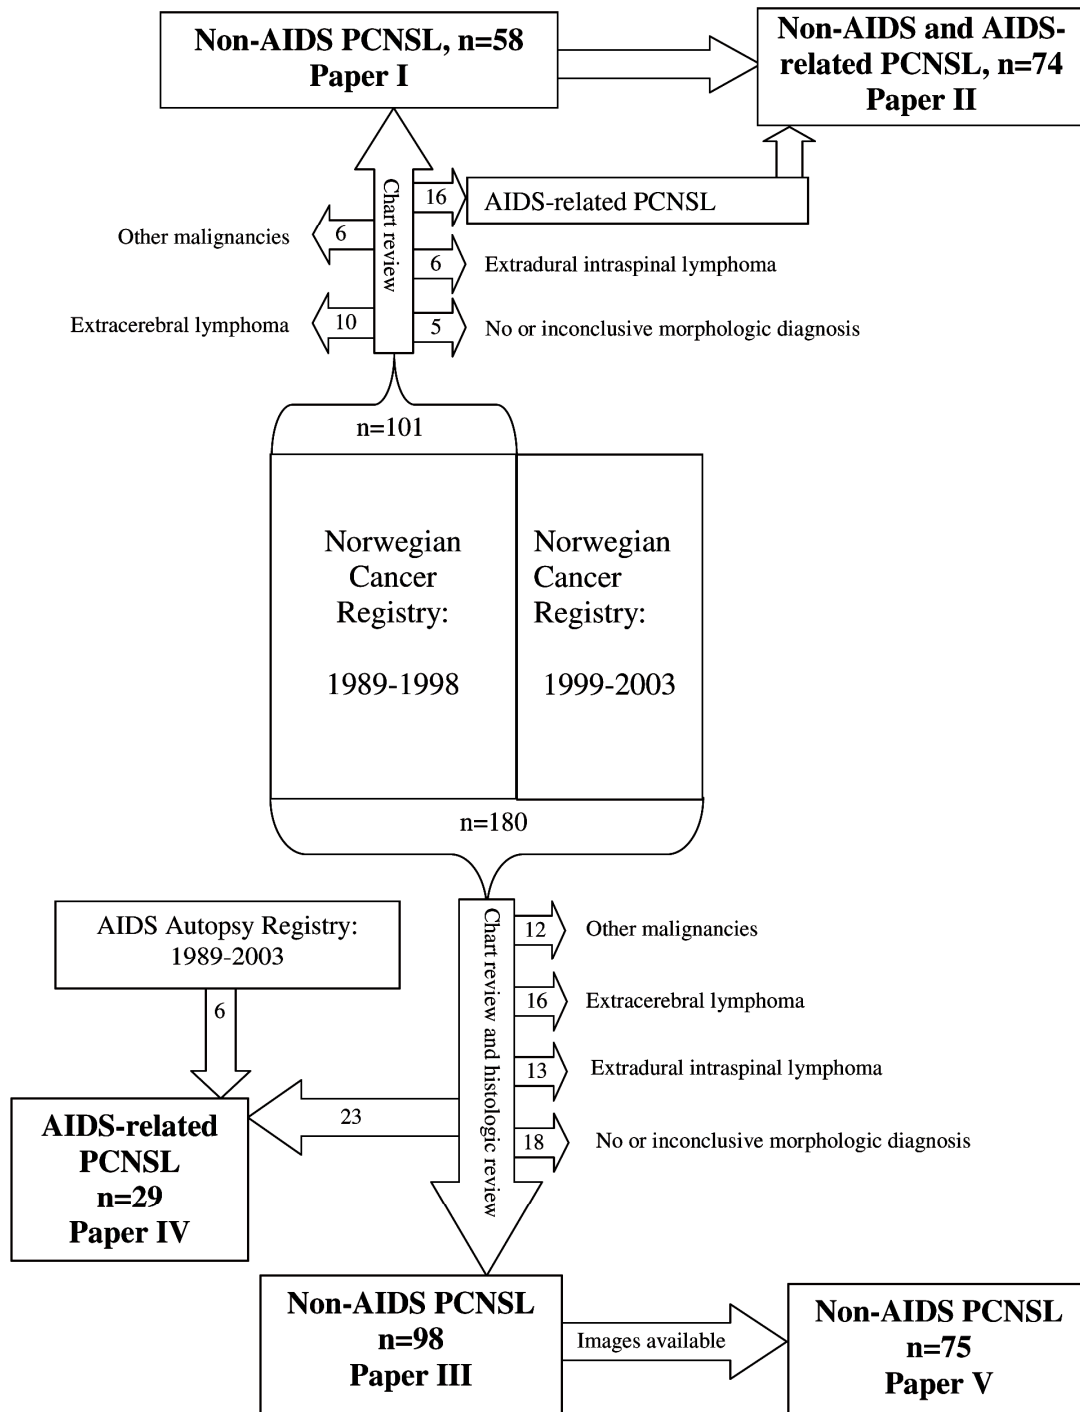 Non-AIDS PCNSL, n=58
Paper I
Non-AIDS and AIDS-
related PCNSL, n=74
Paper II
Chart review
16
AIDS-related PCNSL
Other malignancies
6
6
Extradural intraspinal lymphoma
Extracerebral lymphoma
10
5
No or inconclusive morphologic diagnosis
n=101
Norwegian
Cancer
Registry:
1989-1998
Norwegian
Cancer
Registry:
1999-2003
n=180
AIDS Autopsy Registry:
1989-2003
6
Chart review and histologic review
12
Other malignancies
16
Extracerebral lymphoma
13
Extradural intraspinal lymphoma
18
No or inconclusive morphologic diagnosis
23
AIDS-related
PCNSL
n=29
Paper IV
Non-AIDS PCNSL
n=98
Paper III
Images available
Non-AIDS PCNSL
n=75
Paper V